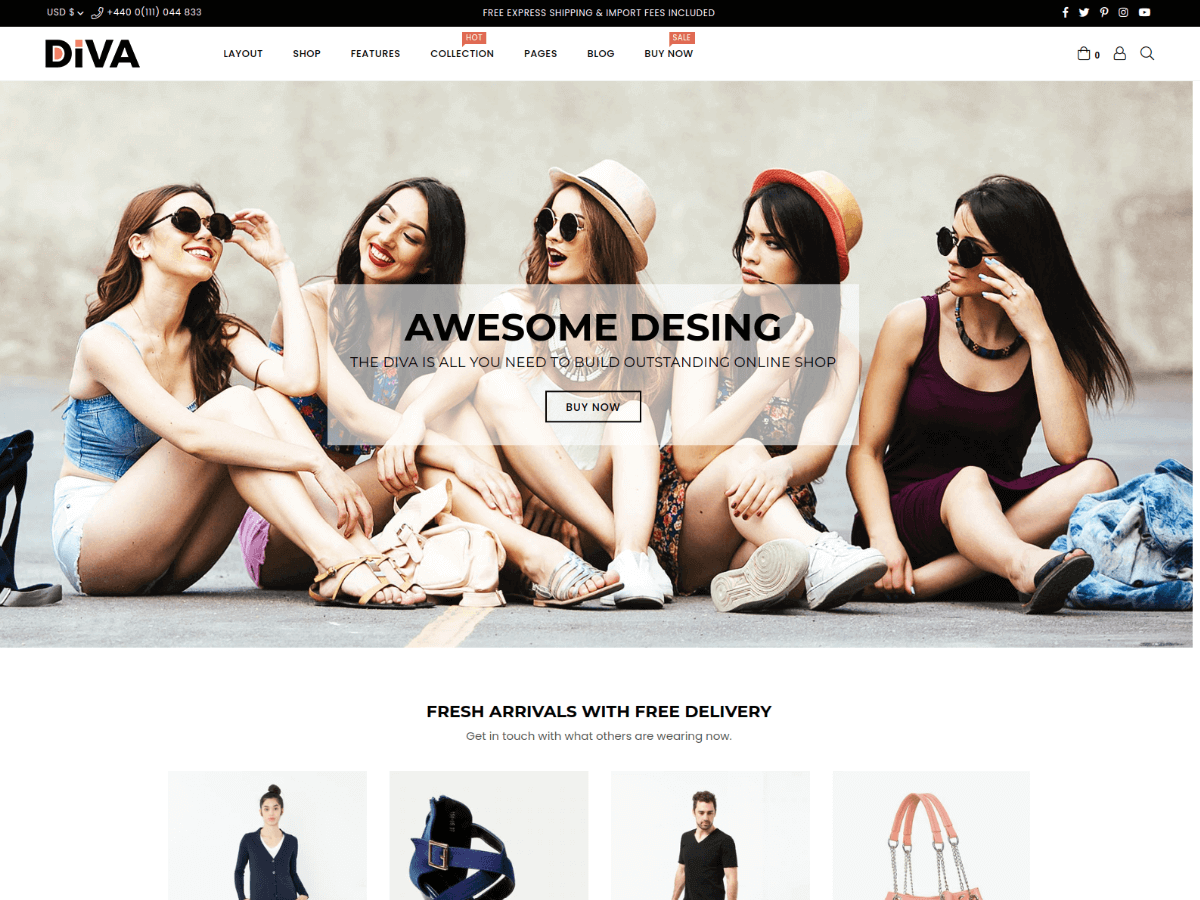 USD $
+440 0(111) 044 833
FREE EXPRESS SHIPPING & IMPORT FEES INCLUDED
DiVA
LAYOUT
SHOP
FEATURES
HOT
COLLECTION
PAGES
BLOG
SALE
BUY NOW
0
AWESOME DESING
THE DIVA IS ALL YOU NEED TO BUILD OUTSTANDING ONLINE SHOP
BUY NOW
FRESH ARRIVALS WITH FREE DELIVERY
Get in touch with what others are wearing now.